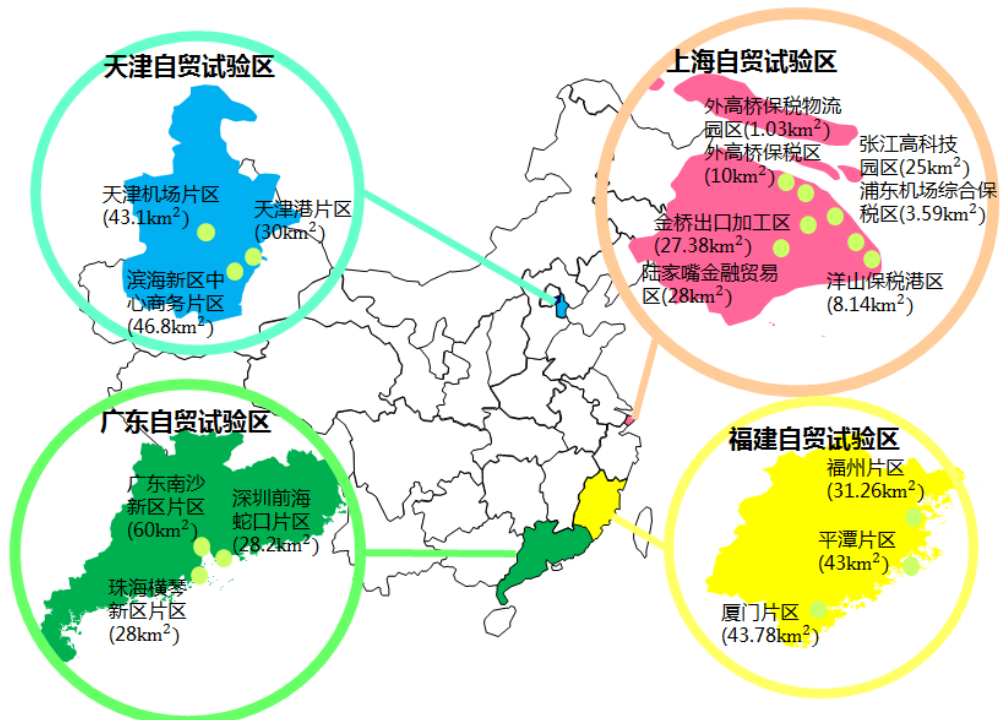 天津自贸试验区
天津机场片区
(43.1km²)
天津港片区
(30km²)
滨海新区中
心商务片区
(46.8km²)
上海自贸试验区
外高桥保税物流
园区(1.03km²)
外高桥保税区
(10km²)
张江高科技
园区(25km²)
浦东机场综合保
税区(3.59km²)
金桥出口加工区
(27.38km²)
陆家嘴金融贸易
区(28km²)
洋山保税港区
(8.14km²)
广东自贸试验区
广东南沙
新区片区
(60km²)
深圳前海
蛇口片区
(28.2km²)
珠海横琴
新区片区
(28km²)
福建自贸试验区
福州片区
(31.26km²)
平潭片区
(43km²)
厦门片区
(43.78km²)